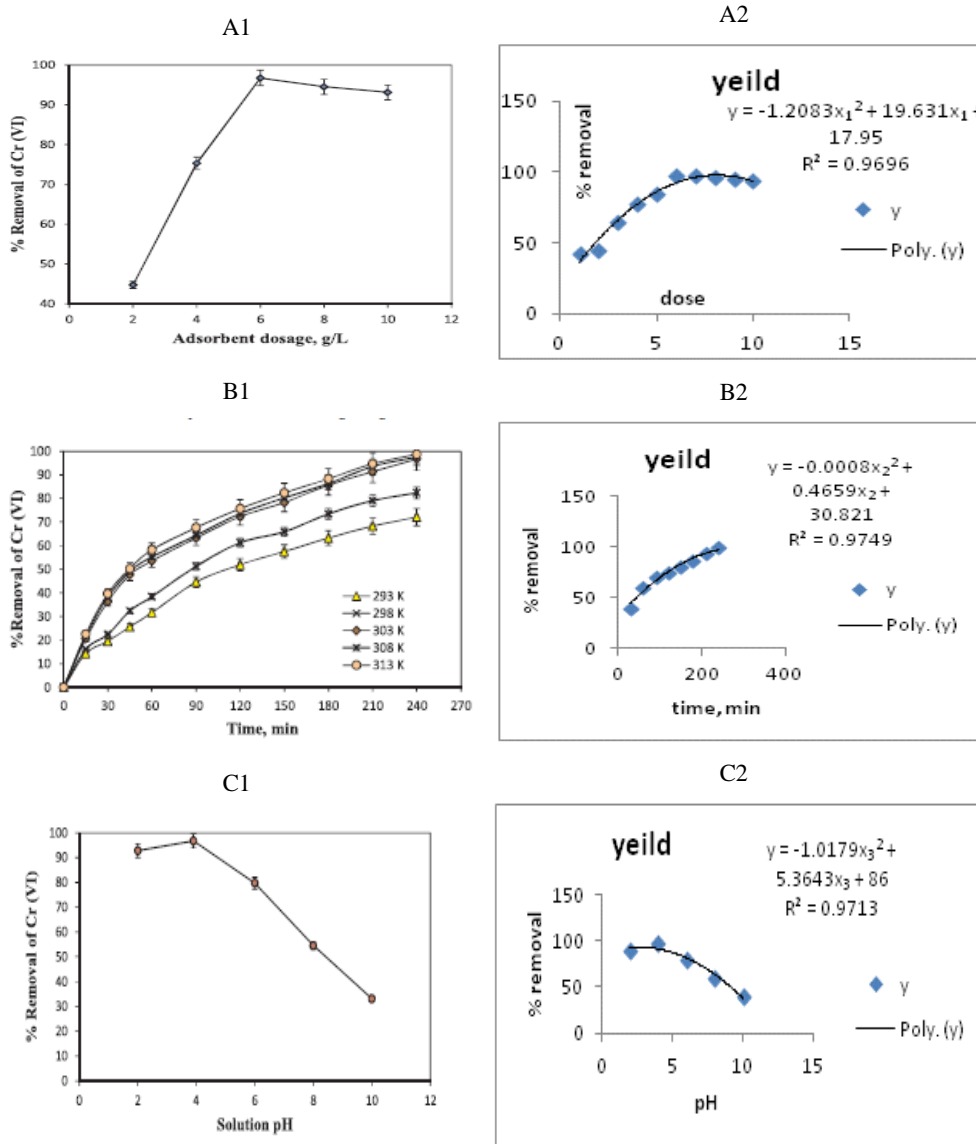 A1
100
90
80
70
60
50
40
% Removal of Cr (VI)
0 2 4 6 8 10 12
Adsorbent dosage, g/L
A2
yeild
y = -1.2083x₁² + 19.631x₁ +
17.95
R² = 0.9696
150
100
50
0
% removal
y
Poly. (y)
dose
0 5 10 15
B1
100
90
80
70
60
50
40
30
20
10
0
%Removal of Cr (VI)
293 K
298 K
303 K
308 K
313 K
0 30 60 90 120 150 180 210 240 270
Time, min
B2
yeild
y = -0.0008x₂² +
0.4659x₂ +
30.821
R² = 0.9749
150
100
50
0
% removal
y
Poly. (y)
0 200 400
time, min
C1
100
90
80
70
60
50
40
30
20
10
0
% Removal of Cr (VI)
0 2 4 6 8 10 12
Solution pH
C2
yeild
y = -1.0179x₃² +
5.3643x₃ + 86
R² = 0.9713
150
100
50
0
% removal
y
Poly. (y)
0 5 10 15
pH